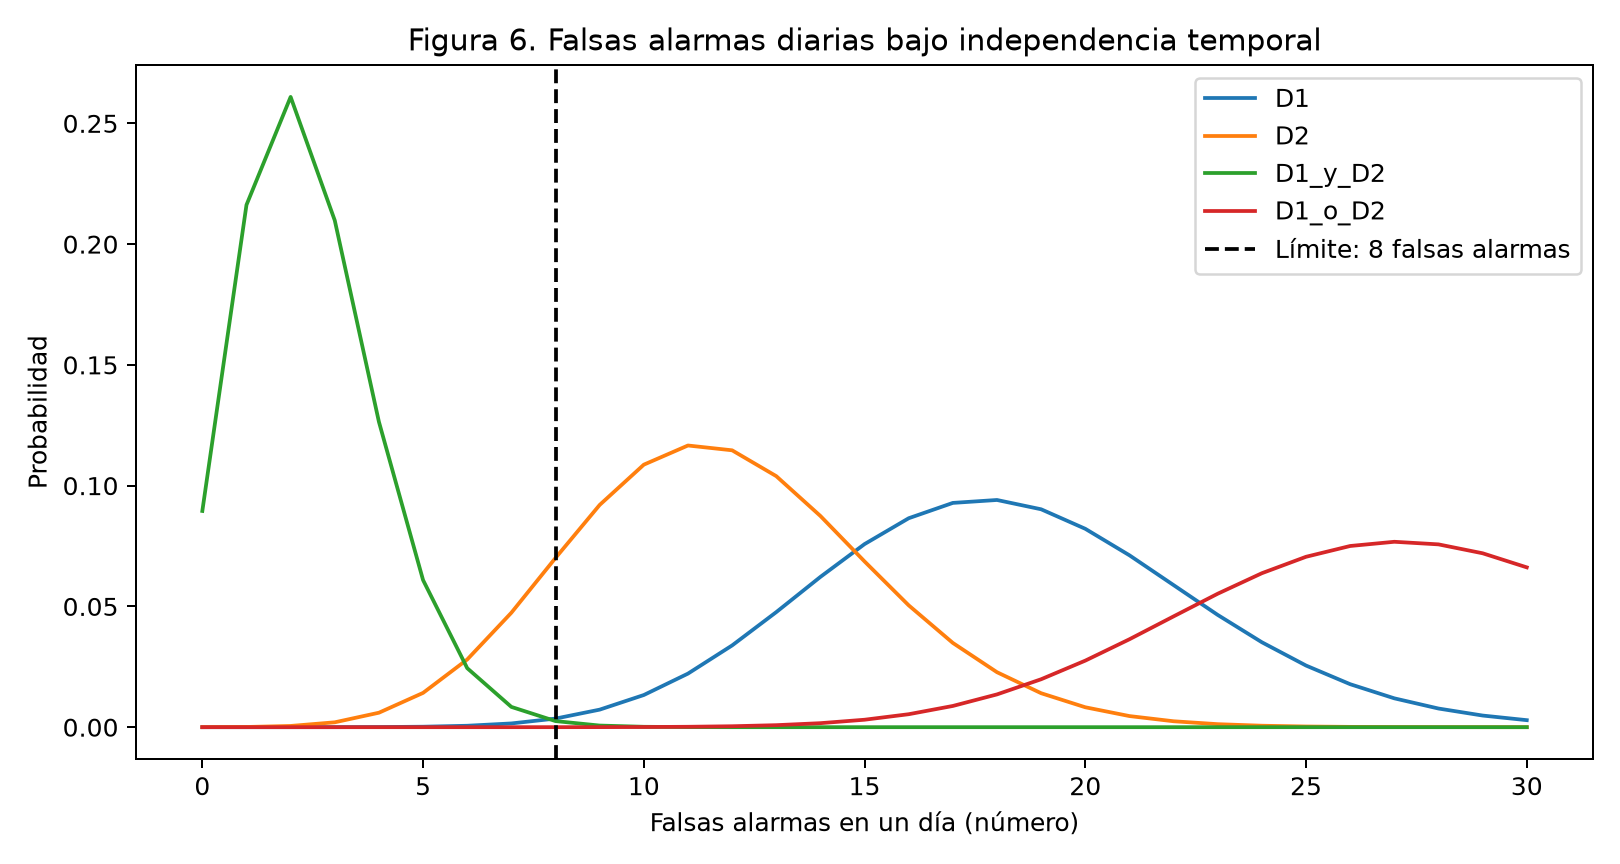 Figura 6. Falsas alarmas diarias bajo independencia temporal
D1
D2
D1_y_D2
D1_o_D2
Límite: 8 falsas alarmas
Probabilidad
0.25
0.20
0.15
0.10
0.05
0.00
0 5 10 15 20 25 30
Falsas alarmas en un día (número)